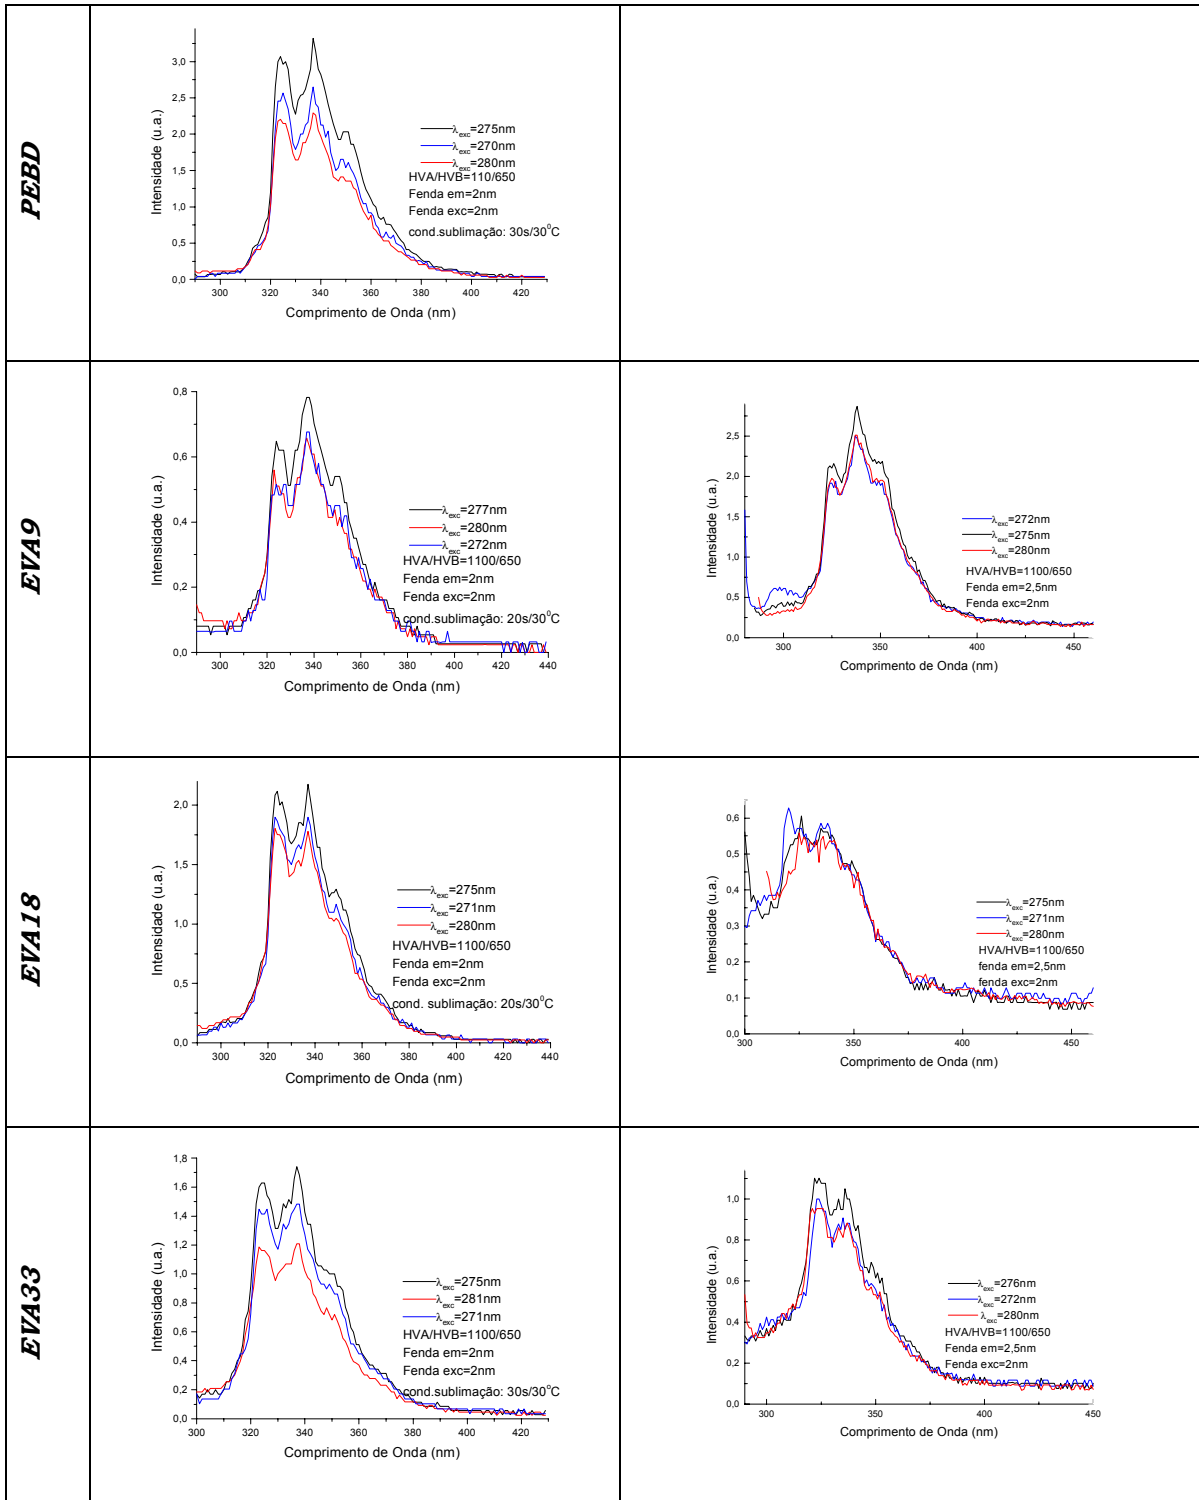 PEBD
Intensidade (u.a.)
3,0
2,5
2,0
1,5
1,0
0,5
0,0
300 320 340 360 380 400 420
Comprimento de Onda (nm)
λexc=275nm
λexc=270nm
λexc=280nm
HVA/HVB=110/650
Fenda em=2nm
Fenda exc=2nm
cond.sublimação: 30s/30⁰C
EVA9
Intensidade (u.a.)
0,8
0,6
0,4
0,2
0,0
300 320 340 360 380 400 420 440
Comprimento de Onda (nm)
λexc=277nm
λexc=280nm
λexc=272nm
HVA/HVB=1100/650
Fenda em=2nm
Fenda exc=2nm
cond.sublimação: 20s/30⁰C
Intensidade (u.a.)
2,5
2,0
1,5
1,0
0,5
0,0
300 350 400 450
Comprimento de Onda (nm)
λexc=272nm
λexc=275nm
λexc=280nm
HVA/HVB=1100/650
Fenda em=2,5nm
Fenda exc=2nm
EVA18
Intensidade (u.a.)
2,0
1,5
1,0
0,5
0,0
300 320 340 360 380 400 420 440
Comprimento de Onda (nm)
λexc=275nm
λexc=271nm
λexc=280nm
HVA/HVB=1100/650
Fenda em=2nm
Fenda exc=2nm
cond. sublimação: 20s/30⁰C
Intensidade (u.a.)
0,6
0,5
0,4
0,3
0,2
0,1
0,0
300 350 400 450
Comprimento de Onda (nm)
λexc=275nm
λexc=271nm
λexc=280nm
HVA/HVB=1100/650
fenda em=2,5nm
fenda exc=2nm
EVA33
Intensidade (u.a.)
1,8
1,6
1,4
1,2
1,0
0,8
0,6
0,4
0,2
0,0
300 320 340 360 380 400 420
Comprimento de Onda (nm)
λexc=275nm
λexc=281nm
λexc=271nm
HVA/HVB=1100/650
Fenda em=2nm
Fenda exc=2nm
cond.sublimação: 30s/30⁰C
Intensidade (u.a.)
1,0
0,8
0,6
0,4
0,2
0,0
300 350 400 450
Comprimento de Onda (nm)
λexc=276nm
λexc=272nm
λexc=280nm
HVA/HVB=1100/650
Fenda em=2,5nm
Fenda exc=2nm